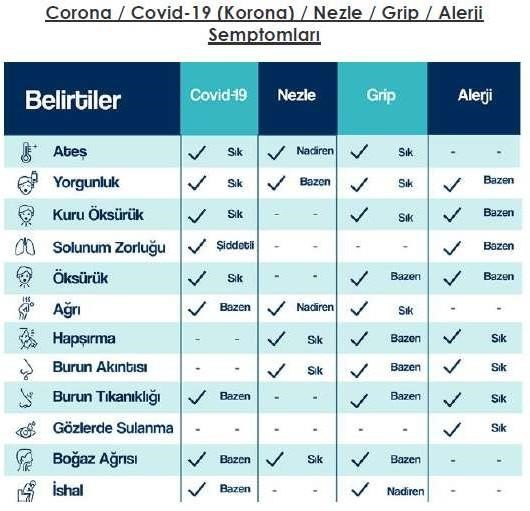 Corona / Covid-19 (Korona) / Nezle / Grip / Alerji
Semptomları
Belirtiler Covid-19 Nezle Grip Alerji
Ateş ✓ Sık ✓ Nadiren ✓ Sık - -
Yorgunluk ✓ Sık ✓ Bazen ✓ Sık ✓ Bazen
Kuru Öksürük ✓ Sık - - ✓ Sık ✓ Bazen
Solunum Zorluğu ✓ Şiddetli - - - - ✓ Bazen
Öksürük ✓ Sık - - ✓ Bazen ✓ Bazen
Ağrı ✓ Bazen ✓ Nadiren ✓ Sık - -
Hapşırma - - ✓ Sık ✓ Bazen ✓ Sık
Burun Akıntısı - - ✓ Sık ✓ Bazen ✓ Sık
Burun Tıkanıklığı ✓ Bazen - - ✓ Bazen ✓ Sık
Gözlerde Sulanma - - - - - - ✓ Sık
Boğaz Ağrısı ✓ Bazen ✓ Sık ✓ Bazen - -
İshal ✓ Bazen - - ✓ Nadiren - -